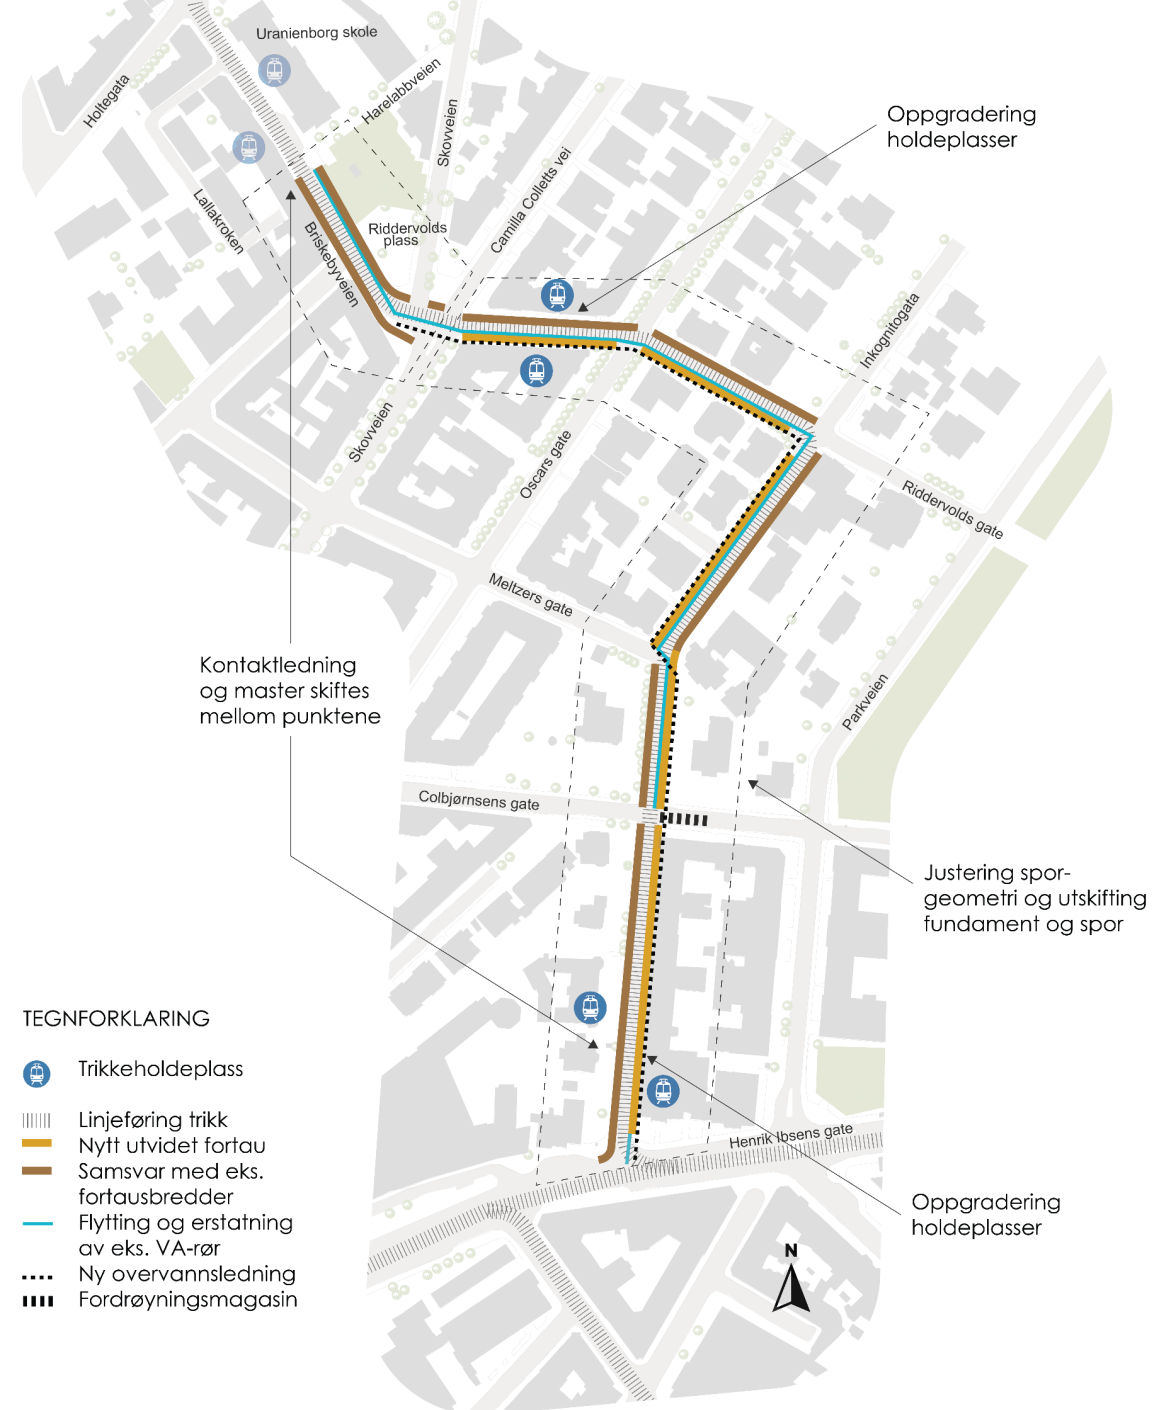 Uranienborg skole
Holtegata
Harelabbveien
Skovveien
Oppgradering
holdeplasser
Camilla Colletts vei
Lallakroken
Riddervolds
plass
Briskebyveien
Inkognitogata
Skovveien
Oscars gate
Riddervolds gate
Meltzers gate
Kontaktledning
og master skiftes
mellom punktene
Parkveien
Colbjørnsens gate
Justering spor-
geometri og utskifting
fundament og spor
TEGNFORKLARING
Trikkeholdeplass
Linjeføring trikk
Nytt utvidet fortau
Samsvar med eks.
fortausbredder
Flytting og erstatning
av eks. VA-rør
Ny overvannsledning
Fordrøyningsmagasin
Henrik Ibsens gate
Oppgradering
holdeplasser
N